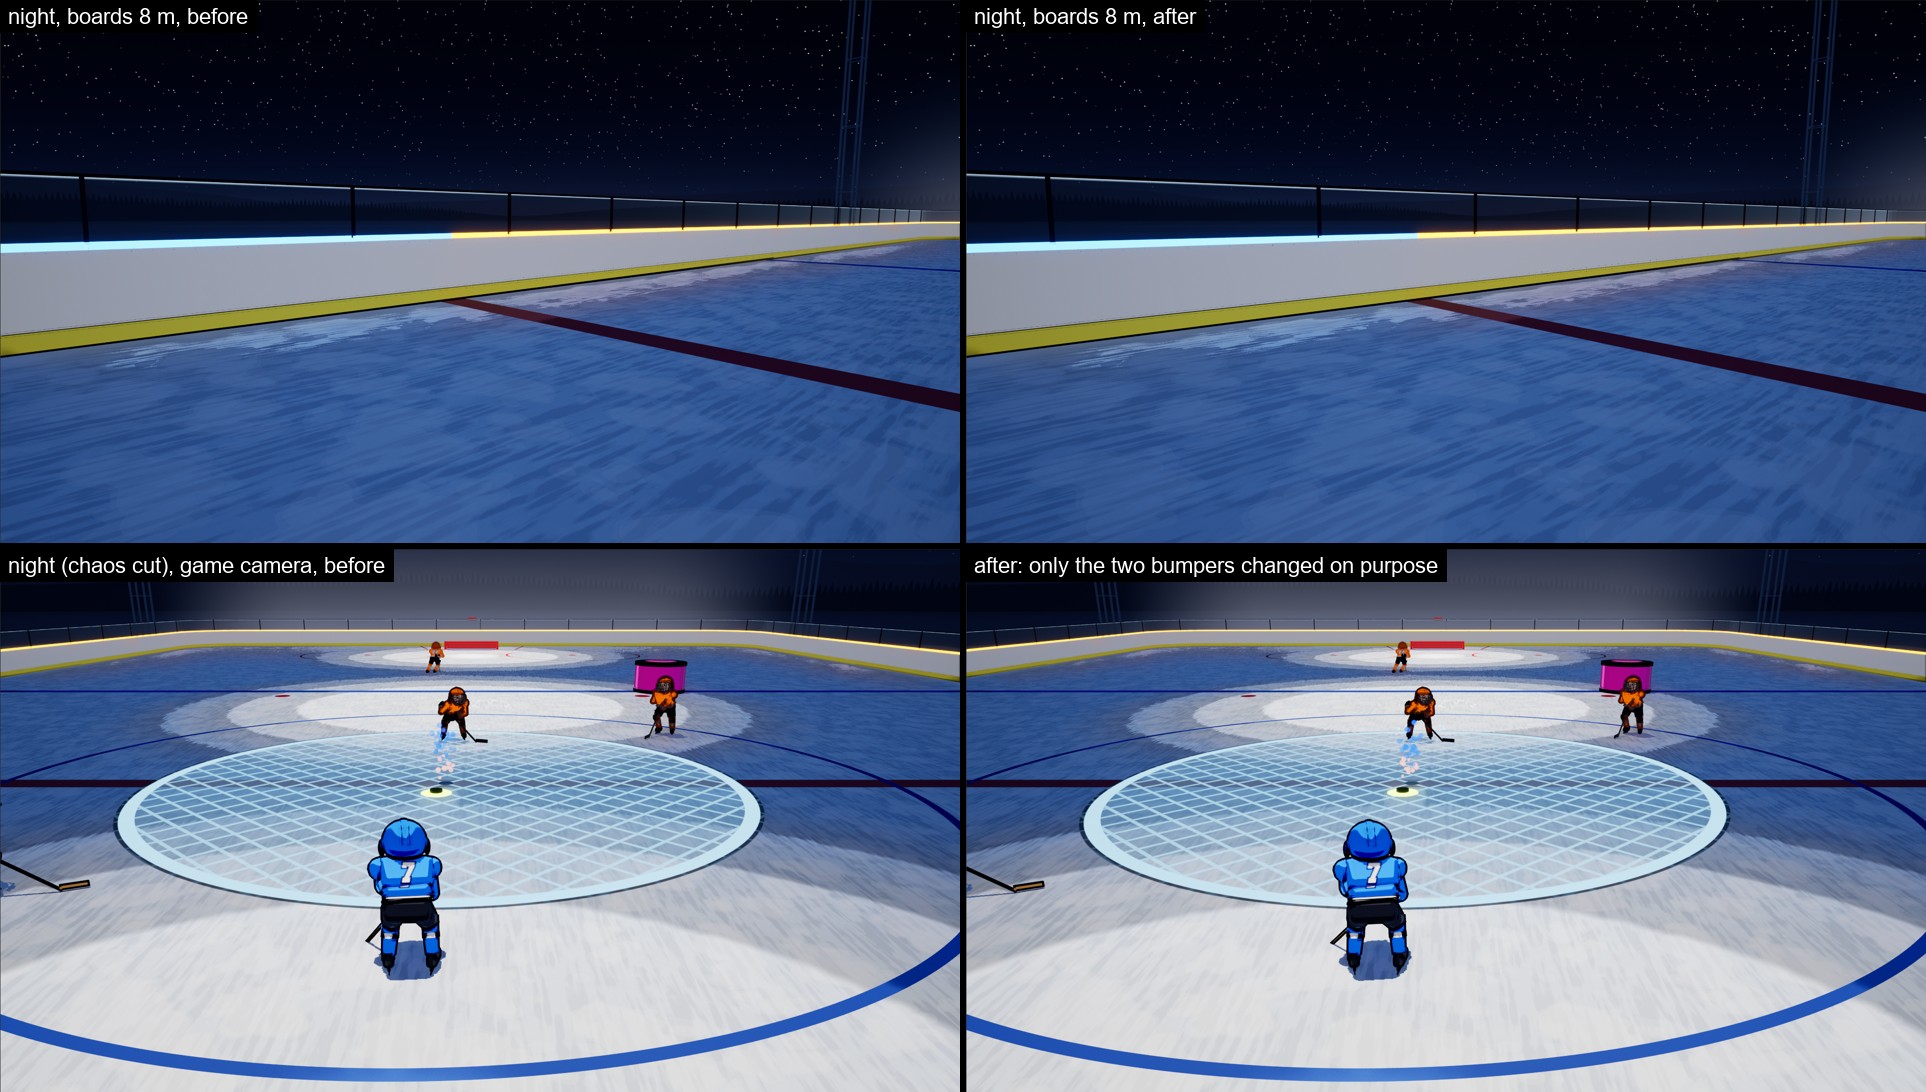 night, boards 8 m, before
night, boards 8 m, after
night (chaos cut), game camera, before
after: only the two bumpers changed on purpose
7
7